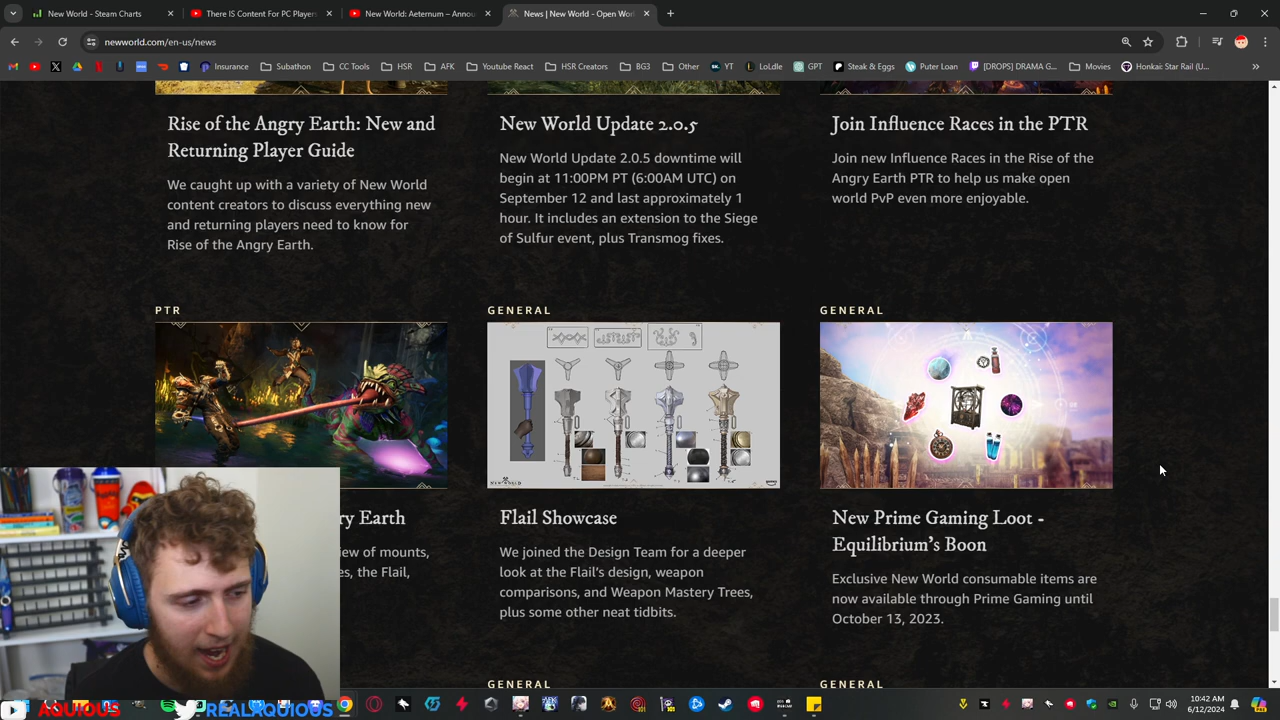 New World - Steam Charts
There IS Content For PC Players
New World: Aeternum – Annou
News | New World - Open Wor
newworld.com/en-us/news
Insurance
Subathon
CC Tools
HSR
AFK
Youtube React
HSR Creators
BG3
Other
YT
LoLdle
GPT
Steak & Egg
Puter Loan
[DROPS] DRAMA G...
Movies
Honkai: Star Rail (U...
Rise of the Angry Earth: New and
Returning Player Guide
We caught up with a variety of New World
content creators to discuss everything new
and returning players need to know for
Rise of the Angry Earth.
New World Update 2.0.5
New World Update 2.0.5 downtime will
begin at 11:00PM PT (6:00AM UTC) on
September 12 and last approximately 1
hour. It includes an extension to the Siege
of Sulfur event, plus Transmog fixes.
Join Influence Races in the PTR
Join new Influence Races in the Rise of the
Angry Earth PTR to help us make open
world PvP even more enjoyable.
PTR
GENERAL
GENERAL
ry Earth
view of mounts,
es, the Flail,
Flail Showcase
We joined the Design Team for a deeper
look at the Flail's design, weapon
comparisons, and Weapon Mastery Trees,
plus some other neat tidbits.
New Prime Gaming Loot -
Equilibrium's Boon
Exclusive New World consumable items are
now available through Prime Gaming until
October 13, 2023.
GENERAL
GENERAL
AQUIOUS
REALAQUIOUS
10:42 AM
6/12/2024